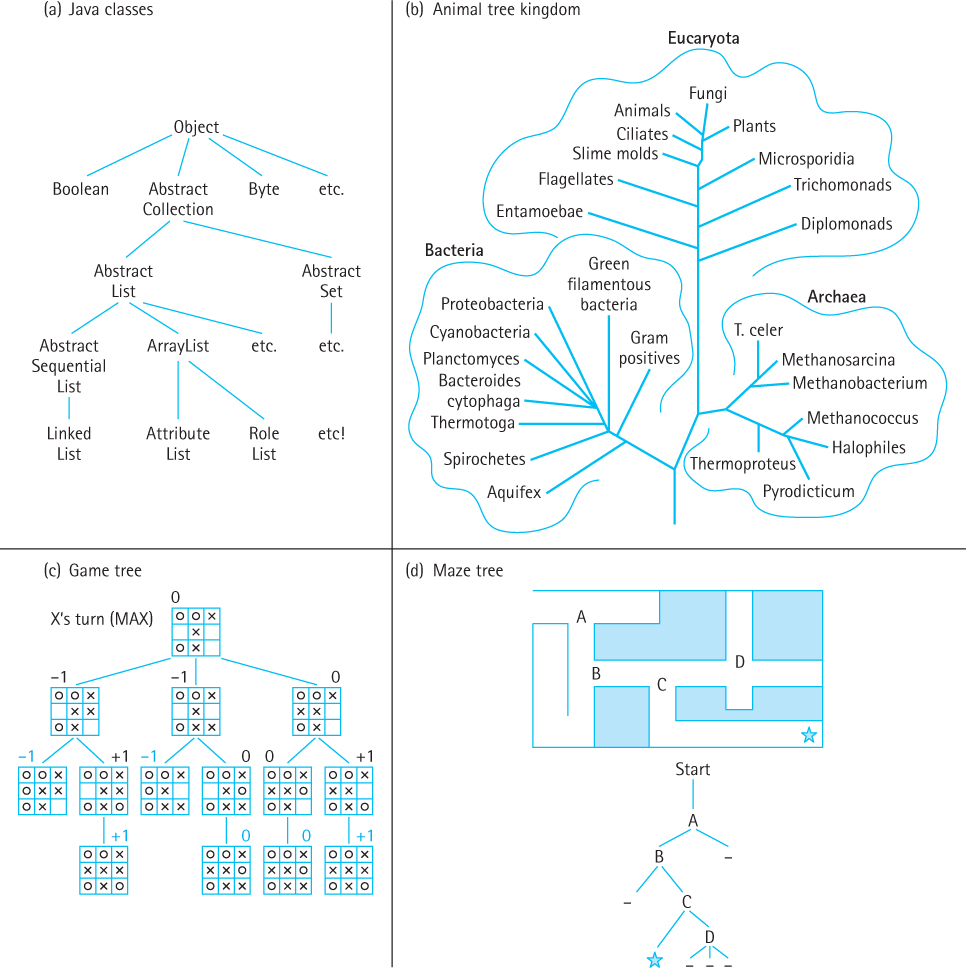 (a) Java classes
Object
Boolean
Abstract
Collection
Byte
etc.
Abstract
List
Abstract
Set
Abstract
Sequential
List
ArrayList
etc.
etc.
Linked
List
Attribute
List
Role
List
etc!
(b) Animal tree kingdom
Eucaryota
Fungi
Animals
Plants
Ciliates
Slime molds
Microsporidia
Flagellates
Trichomonads
Entamoebae
Diplomonads
Bacteria
Green
filamentous
bacteria
Proteobacteria
Cyanobacteria
Gram
positives
Planctomyces
Bacteroides
cytophaga
Thermotoga
Spirochetes
Aquifex
Archaea
T. celer
Methanosarcina
Methanobacterium
Methanococcus
Halophiles
Thermoproteus
Pyrodicticum
(c) Game tree
0
X's turn (MAX)
O O ×
×
O ×
−1 −1 0
O O × O O × O O ×
× × × × ×
O × O × × O ×
−1 +1 −1 0 0 +1
O O × O O × O O × O O × O O × O O ×
O × × × × O × × O × × O × ×
O × O × O O × × O × × O × O × O
+1 0 0 +1
O O × O O × O O × O O ×
× × × × × O × × O × × ×
O × O O × × O × × O × O
(d) Maze tree
A
B
C
D
Start
A
B –
– C
D
– – –